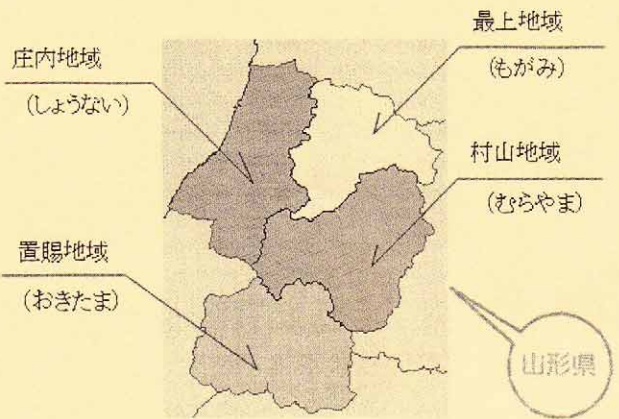 最上地域
(もがみ)
庄内地域
(しょうない)
村山地域
(むらやま)
置賜地域
(おきたま)
山形県